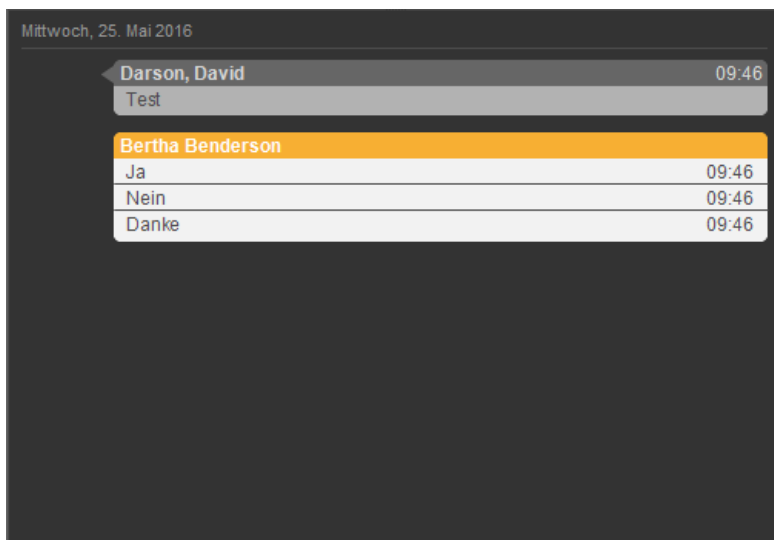 Mittwoch, 25. Mai 2016
Darson, David 09:46
Test
Bertha Benderson
Ja 09:46
Nein 09:46
Danke 09:46